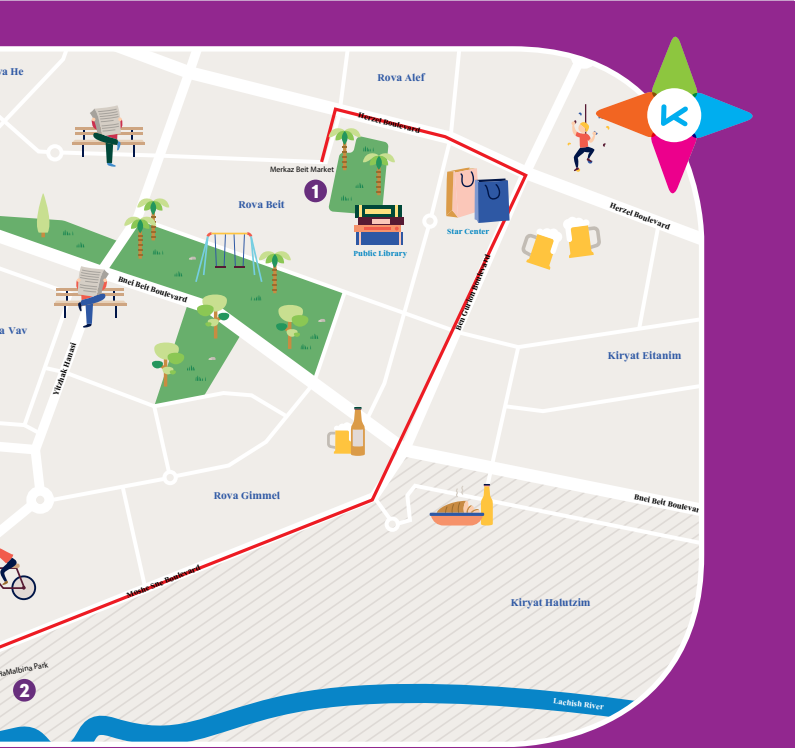 Rova Alef
va He
Herzel Boulevard
Merkaz Beit Market
1
Rova Beit
Herzel Boulevard
Star Center
Public Library
Bnei Beit Boulevard
Ben Gurion Boulevard
a Vav
Kiryat Eitanim
Yitzhak Hanasi
Rova Gimmel
Bnei Beit Boulevar
Moshe Sne Boulevard
Kiryat Halutzim
HaMalbina Park
2
Lachish River